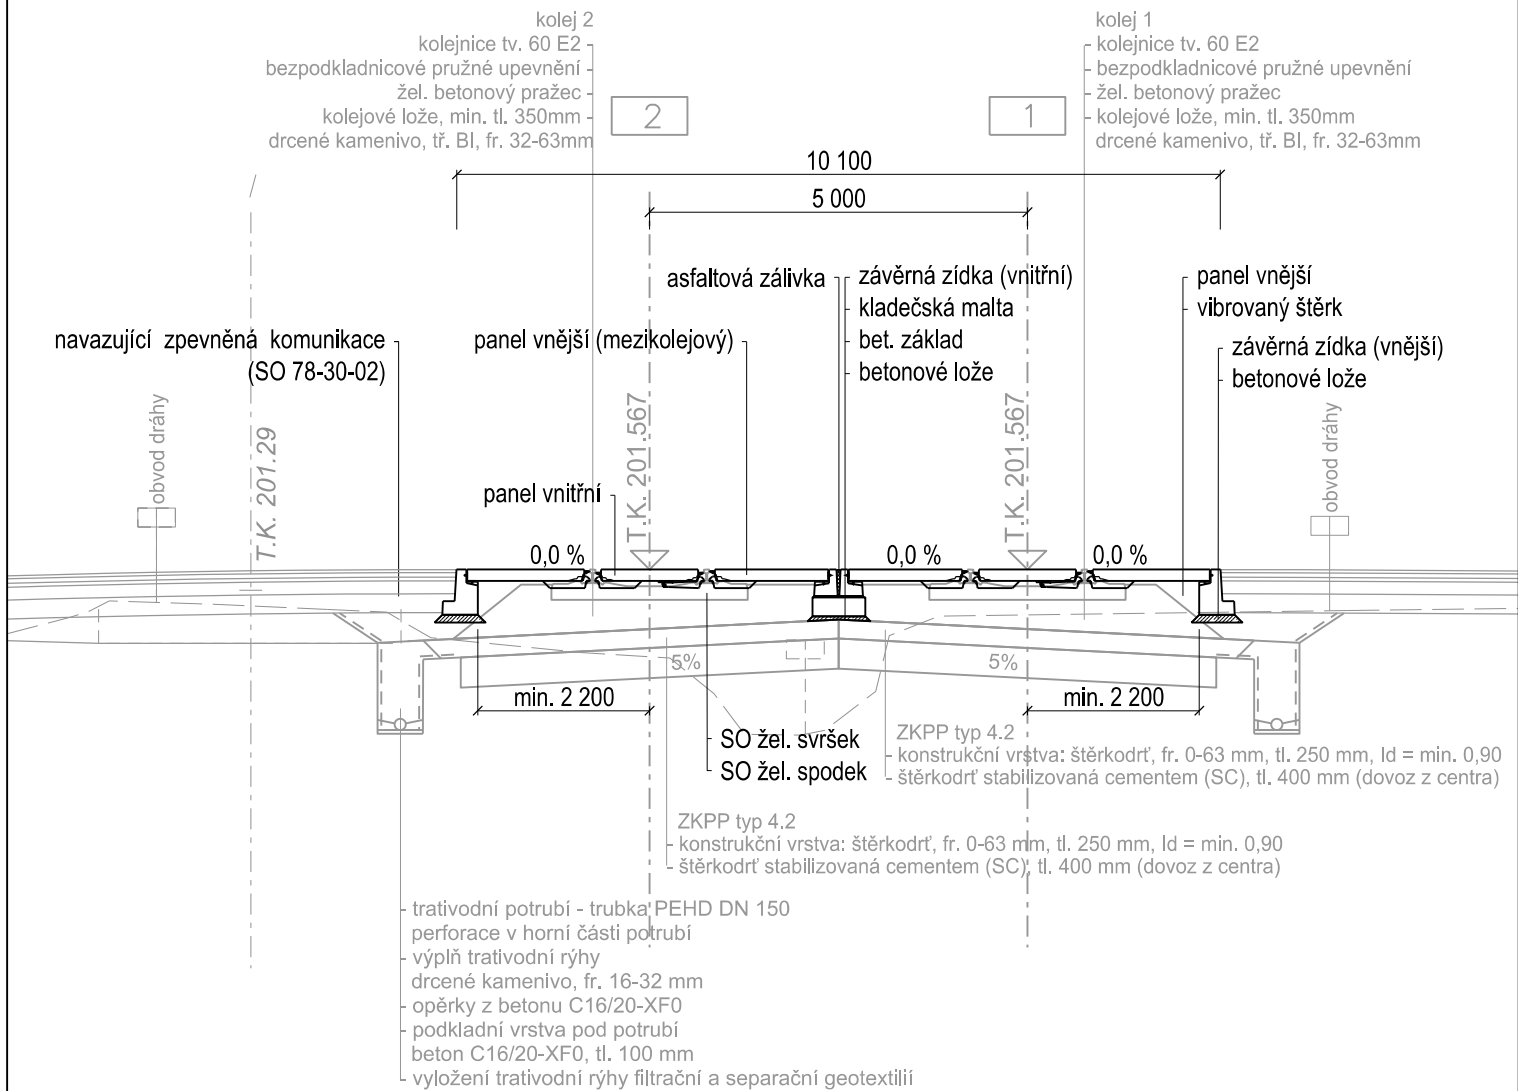 kolej 2
kolejnice tv. 60 E2
bezpodkladnicové pružné upevnění
žel. betonový pražec
kolejové lože, min. tl. 350mm
drcené kamenivo, tř. BI, fr. 32-63mm
2
kolej 1
kolejnice tv. 60 E2
bezpodkladnicové pružné upevnění
žel. betonový pražec
kolejové lože, min. tl. 350mm
drcené kamenivo, tř. BI, fr. 32-63mm
1
10 100
5 000
asfaltová zálivka
závěrná zídka (vnitřní)
kladečská malta
bet. základ
betonové lože
panel vnější
vibrovaný štěrk
závěrná zídka (vnější)
betonové lože
navazující zpevněná komunikace
(SO 78-30-02)
panel vnější (mezikolejový)
panel vnitřní
obvod dráhy
T.K. 201.29
T.K. 201.567
T.K. 201.567
obvod dráhy
0,0 %
0,0 %
0,0 %
5%
5%
min. 2 200
min. 2 200
SO žel. svršek
SO žel. spodek
ZKPP typ 4.2
konstrukční vrstva: štěrkodrť, fr. 0-63 mm, tl. 250 mm, Id = min. 0,90
štěrkodrť stabilizovaná cementem (SC), tl. 400 mm (dovoz z centra)
ZKPP typ 4.2
konstrukční vrstva: štěrkodrť, fr. 0-63 mm, tl. 250 mm, Id = min. 0,90
štěrkodrť stabilizovaná cementem (SC), tl. 400 mm (dovoz z centra)
trativodní potrubí - trubka PEHD DN 150
perforace v horní části potrubí
výplň trativodní rýhy
drcené kamenivo, fr. 16-32 mm
opěrky z betonu C16/20-XF0
podkladní vrstva pod potrubí
beton C16/20-XF0, tl. 100 mm
vyložení trativodní rýhy filtrační a separační geotextilií